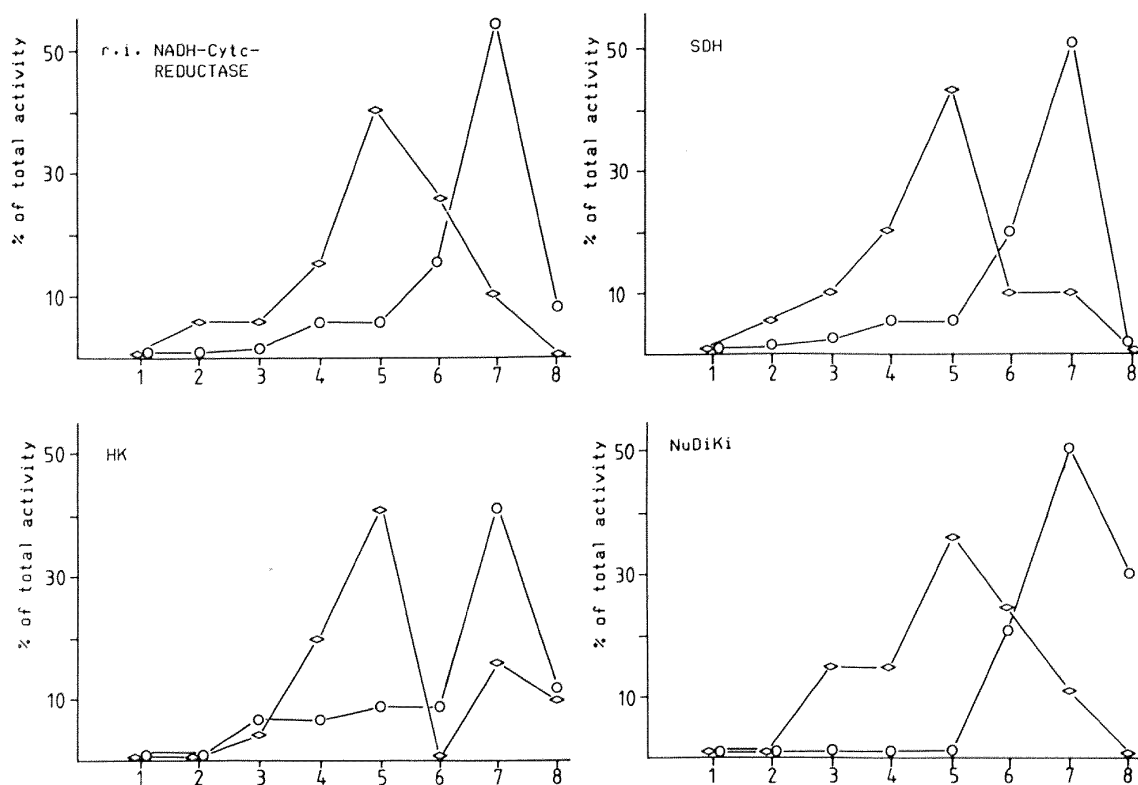 r.i. NADH-Cytc-
REDUCTASE
% of total activity
50
30
10
1 2 3 4 5 6 7 8
SDH
% of total activity
50
30
10
1 2 3 4 5 6 7 8
HK
% of total activity
50
30
10
1 2 3 4 5 6 7 8
NuDiKi
% of total activity
50
30
10
1 2 3 4 5 6 7 8